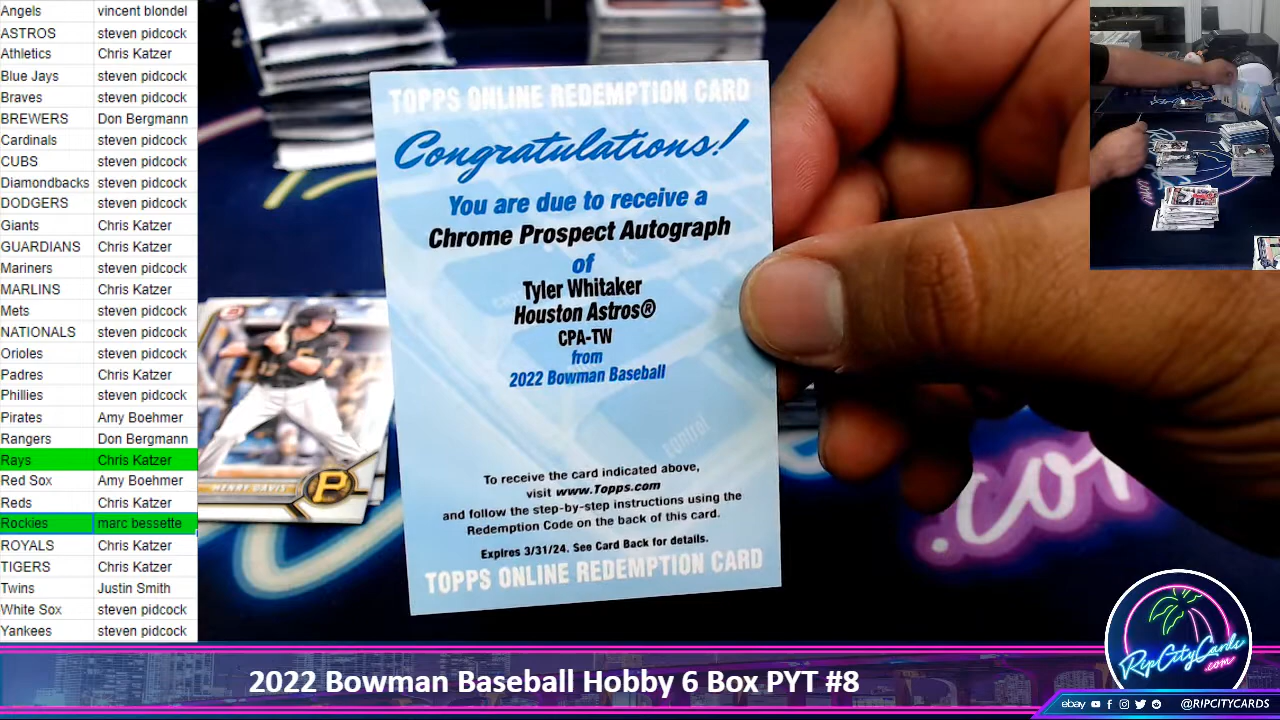 Angels vincent blondel
ASTROS steven pidcock
Athletics Chris Katzer
Blue Jays steven pidcock
Braves steven pidcock
BREWERS Don Bergmann
Cardinals steven pidcock
CUBS steven pidcock
Diamondbacks steven pidcock
DODGERS steven pidcock
Giants Chris Katzer
GUARDIANS Chris Katzer
Mariners steven pidcock
MARLINS Chris Katzer
Mets steven pidcock
NATIONALS steven pidcock
Orioles steven pidcock
Padres Chris Katzer
Phillies steven pidcock
Pirates Amy Boehmer
Rangers Don Bergmann
Rays Chris Katzer
Red Sox Amy Boehmer
Reds Chris Katzer
Rockies marc bessette
ROYALS Chris Katzer
TIGERS Chris Katzer
Twins Justin Smith
White Sox steven pidcock
Yankees steven pidcock
TOPPS ONLINE REDEMPTION CARD
Congratulations!
You are due to receive a
Chrome Prospect Autograph
of
Tyler Whitaker
Houston Astros®
CPA-TW
from
2022 Bowman Baseball
control
To receive the card indicated above,
visit www.Topps.com
and follow the step-by-step instructions using the
Redemption Code on the back of this card.
Expires 3/31/24. See Card Back for details.
TOPPS ONLINE REDEMPTION CARD
HENRY DAVIS
P
.com
RipCityCards
.com
2022 Bowman Baseball Hobby 6 Box PYT #8
ebay @RIPCITYCARDS